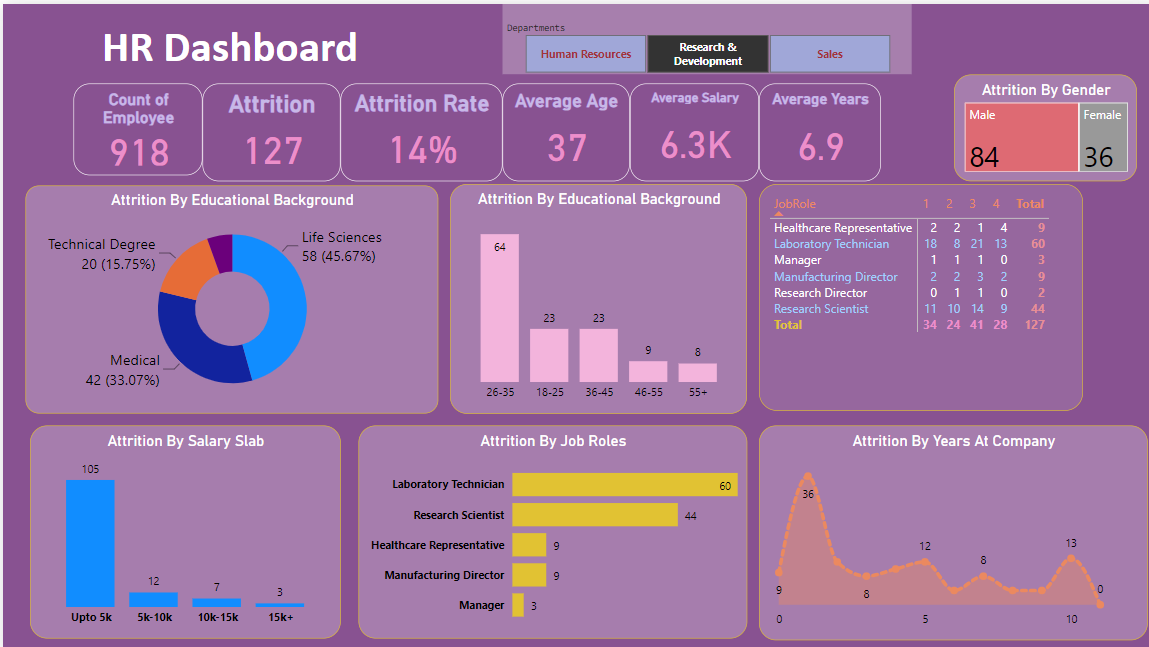 HR Dashboard
Departments
Human Resources
Research &
Development
Sales
Count of
Employee
918
Attrition
127
Attrition Rate
14%
Average Age
37
Average Salary
6.3K
Average Years
6.9
Attrition By Gender
Male
84
Female
36
Attrition By Educational Background
Life Sciences
58 (45.67%)
Technical Degree
20 (15.75%)
Medical
42 (33.07%)
Attrition By Educational Background
64
23
23
9
8
26-35 18-25 36-45 46-55 55+
JobRole 1 2 3 4 Total
Healthcare Representative 2 2 1 4 9
Laboratory Technician 18 8 21 13 60
Manager 1 1 1 0 3
Manufacturing Director 2 2 3 2 9
Research Director 0 1 1 0 2
Research Scientist 11 10 14 9 44
Total 34 24 41 28 127
Attrition By Salary Slab
105
12
7
3
Upto 5k 5k-10k 10k-15k 15k+
Attrition By Job Roles
Laboratory Technician 60
Research Scientist 44
Healthcare Representative 9
Manufacturing Director 9
Manager 3
Attrition By Years At Company
36
12
13
8
9
8
0
0 5 10